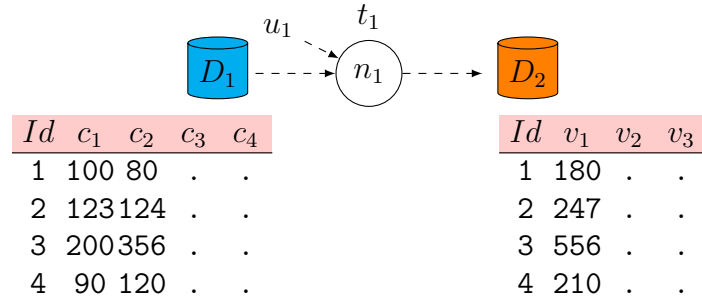 u₁ t₁
D₁ n₁ D₂
Id c₁ c₂ c₃ c₄
1 100 80 . .
2 123 124 . .
3 200 356 . .
4 90 120 . .
Id v₁ v₂ v₃
1 180 . .
2 247 . .
3 556 . .
4 210 . .